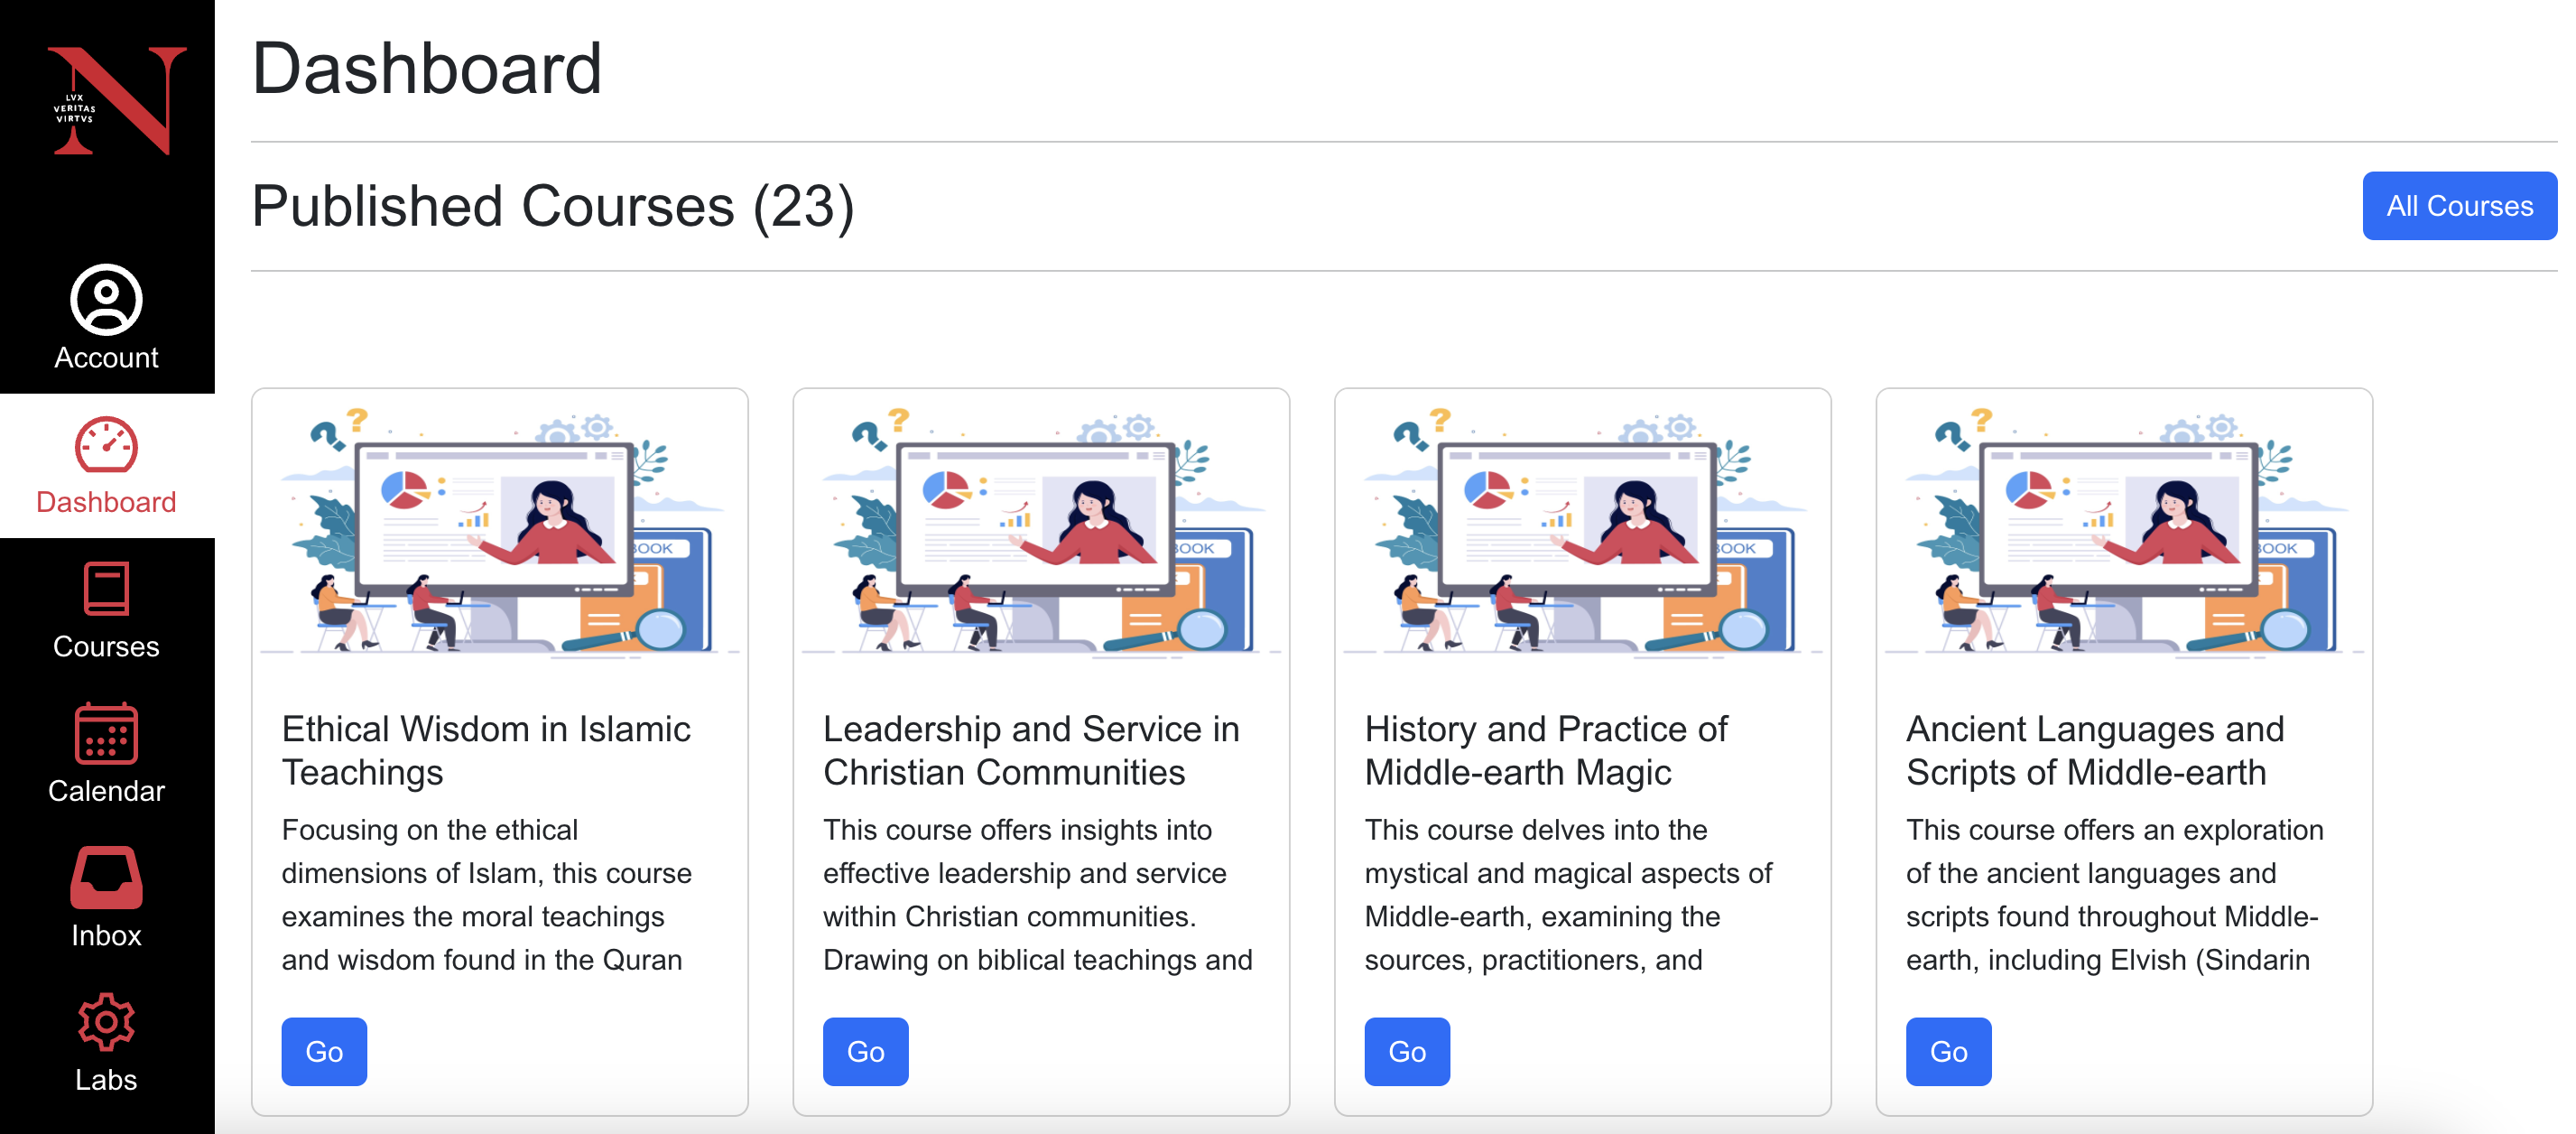 LVX
VERITAS
VIRTVS
Account
Dashboard
Courses
Calendar
Inbox
Labs
Dashboard
Published Courses (23)
All Courses
BOOK
Ethical Wisdom in Islamic
Teachings
Focusing on the ethical
dimensions of Islam, this course
examines the moral teachings
and wisdom found in the Quran
Go
BOOK
Leadership and Service in
Christian Communities
This course offers insights into
effective leadership and service
within Christian communities.
Drawing on biblical teachings and
Go
BOOK
History and Practice of
Middle-earth Magic
This course delves into the
mystical and magical aspects of
Middle-earth, examining the
sources, practitioners, and
Go
BOOK
Ancient Languages and
Scripts of Middle-earth
This course offers an exploration
of the ancient languages and
scripts found throughout Middle-
earth, including Elvish (Sindarin
Go